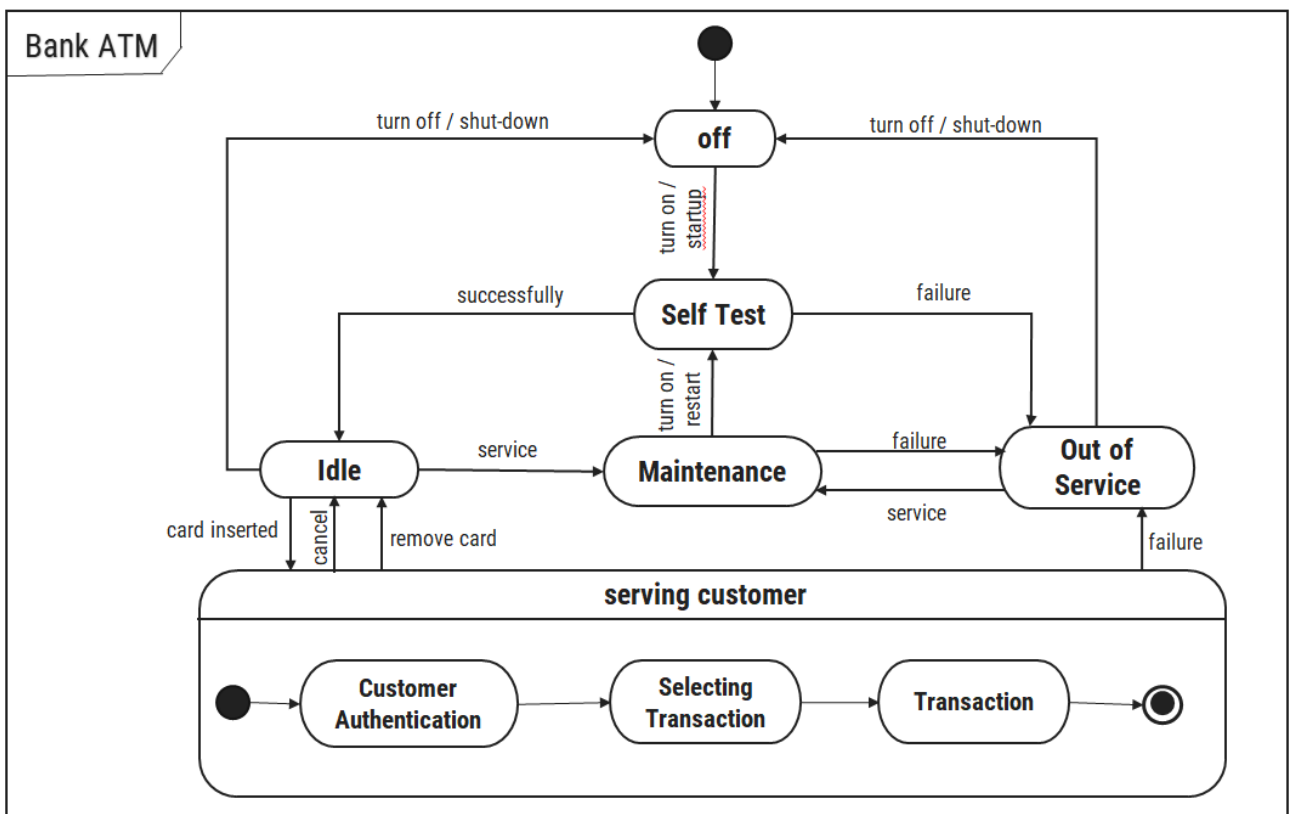 Bank ATM
turn off / shut-down
off
turn off / shut-down
turn on /
startup
successfully
Self Test
failure
turn on /
restart
Idle
service
Maintenance
failure
Out of
Service
service
card inserted
cancel
remove card
failure
serving customer
Customer
Authentication
Selecting
Transaction
Transaction